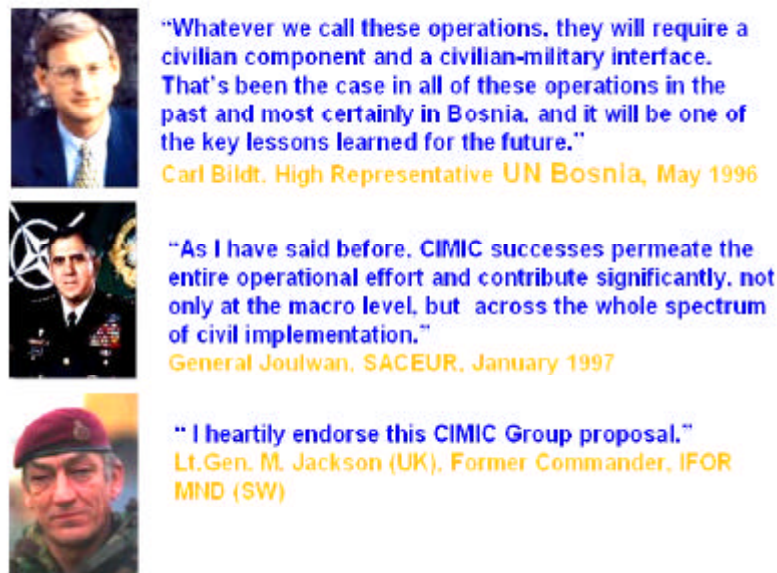 “Whatever we call these operations, they will require a
civilian component and a civilian-military interface.
That's been the case in all of these operations in the
past and most certainly in Bosnia, and it will be one of
the key lessons learned for the future.”
Carl Bildt. High Representative UN Bosnia, May 1996
“As I have said before, CIMIC successes permeate the
entire operational effort and contribute significantly, not
only at the macro level, but across the whole spectrum
of civil implementation.”
General Joulwan, SACEUR, January 1997
“ I heartily endorse this CIMIC Group proposal.”
Lt.Gen. M. Jackson (UK), Former Commander, IFOR
MND (SW)